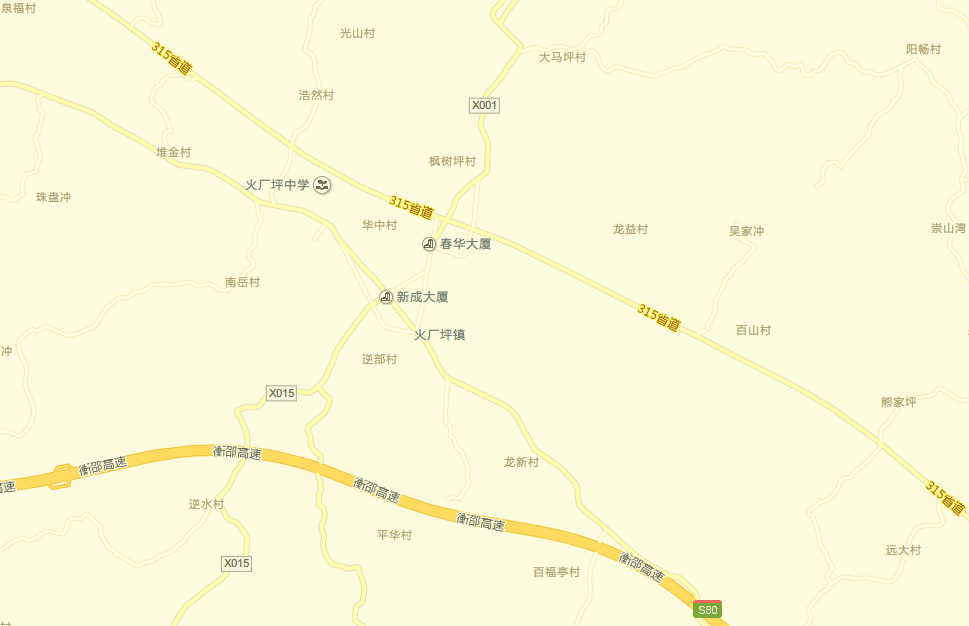 泉福村
光山村
315省道
大马坪村
阳畅村
浩然村
X001
堆金村
枫树坪村
火厂坪中学
珠盘冲
315省道
华中村
龙益村
吴家冲
崇山湾
春华大厦
南岳村
新成大厦
315省道
百山村
火厂坪镇
冲
逆部村
X015
熊家坪
衡邵高速
衡邵高速
龙新村
高速
衡邵高速
315省道
逆水村
衡邵高速
平华村
远大村
X015
百福亭村
衡邵高速
S80